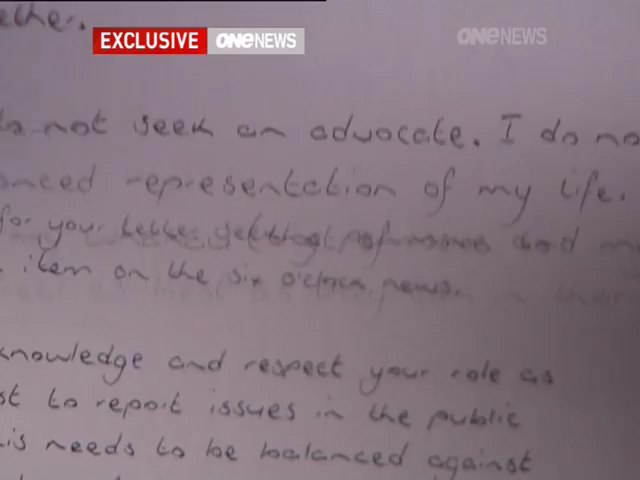 EXCLUSIVE ONE NEWS
ONE NEWS
do not seek an advocate. I do no
anced representation of my life.
for your
item on the six o'clock news.
knowledge and respect your role as
st to report issues in the public
is needs to be balanced against